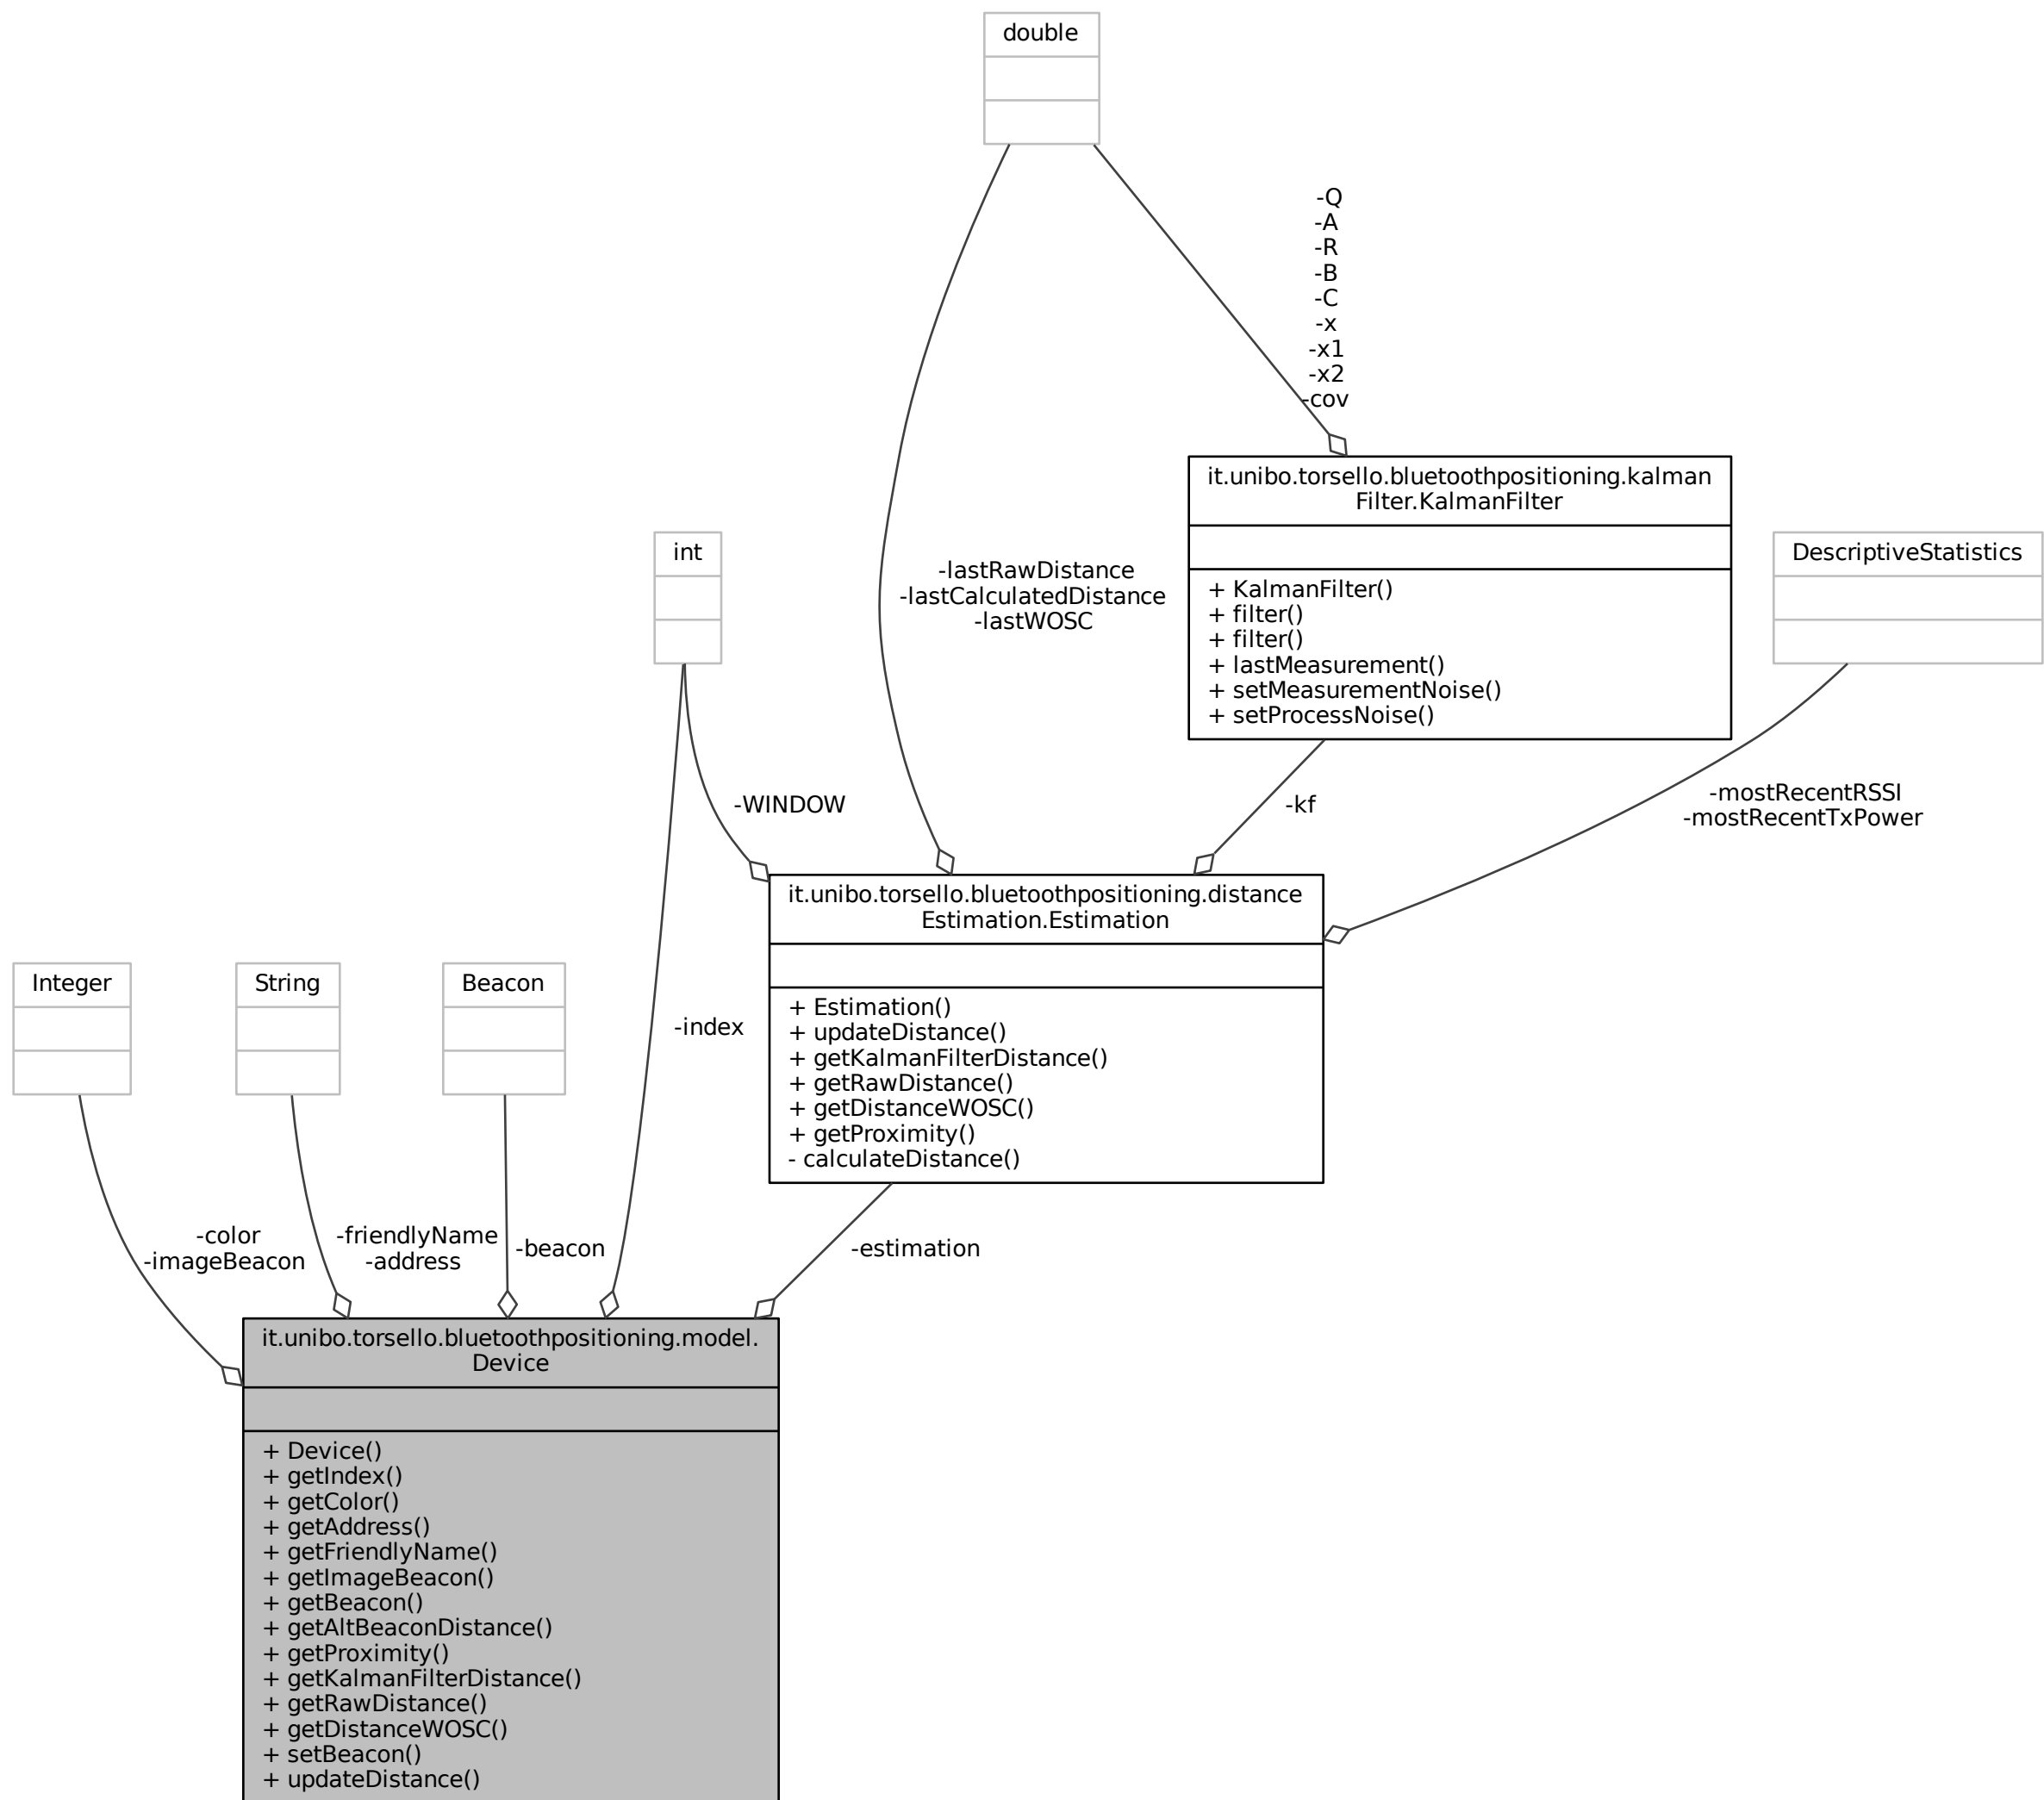 double
-Q
-A
-R
-B
-C
-x
-x1
-x2
-cov
it.unibo.torsello.bluetoothpositioning.kalman
Filter.KalmanFilter
+ KalmanFilter()
+ filter()
+ filter()
+ lastMeasurement()
+ setMeasurementNoise()
+ setProcessNoise()
int
DescriptiveStatistics
-lastRawDistance
-lastCalculatedDistance
-lastWOSC
-WINDOW
-kf
-mostRecentRSSI
-mostRecentTxPower
it.unibo.torsello.bluetoothpositioning.distance
Estimation.Estimation
+ Estimation()
+ updateDistance()
+ getKalmanFilterDistance()
+ getRawDistance()
+ getDistanceWOSC()
+ getProximity()
- calculateDistance()
Integer
String
Beacon
-index
-color
-imageBeacon
-friendlyName
-address
-beacon
-estimation
it.unibo.torsello.bluetoothpositioning.model.
Device
+ Device()
+ getIndex()
+ getColor()
+ getAddress()
+ getFriendlyName()
+ getImageBeacon()
+ getBeacon()
+ getAltBeaconDistance()
+ getProximity()
+ getKalmanFilterDistance()
+ getRawDistance()
+ getDistanceWOSC()
+ setBeacon()
+ updateDistance()